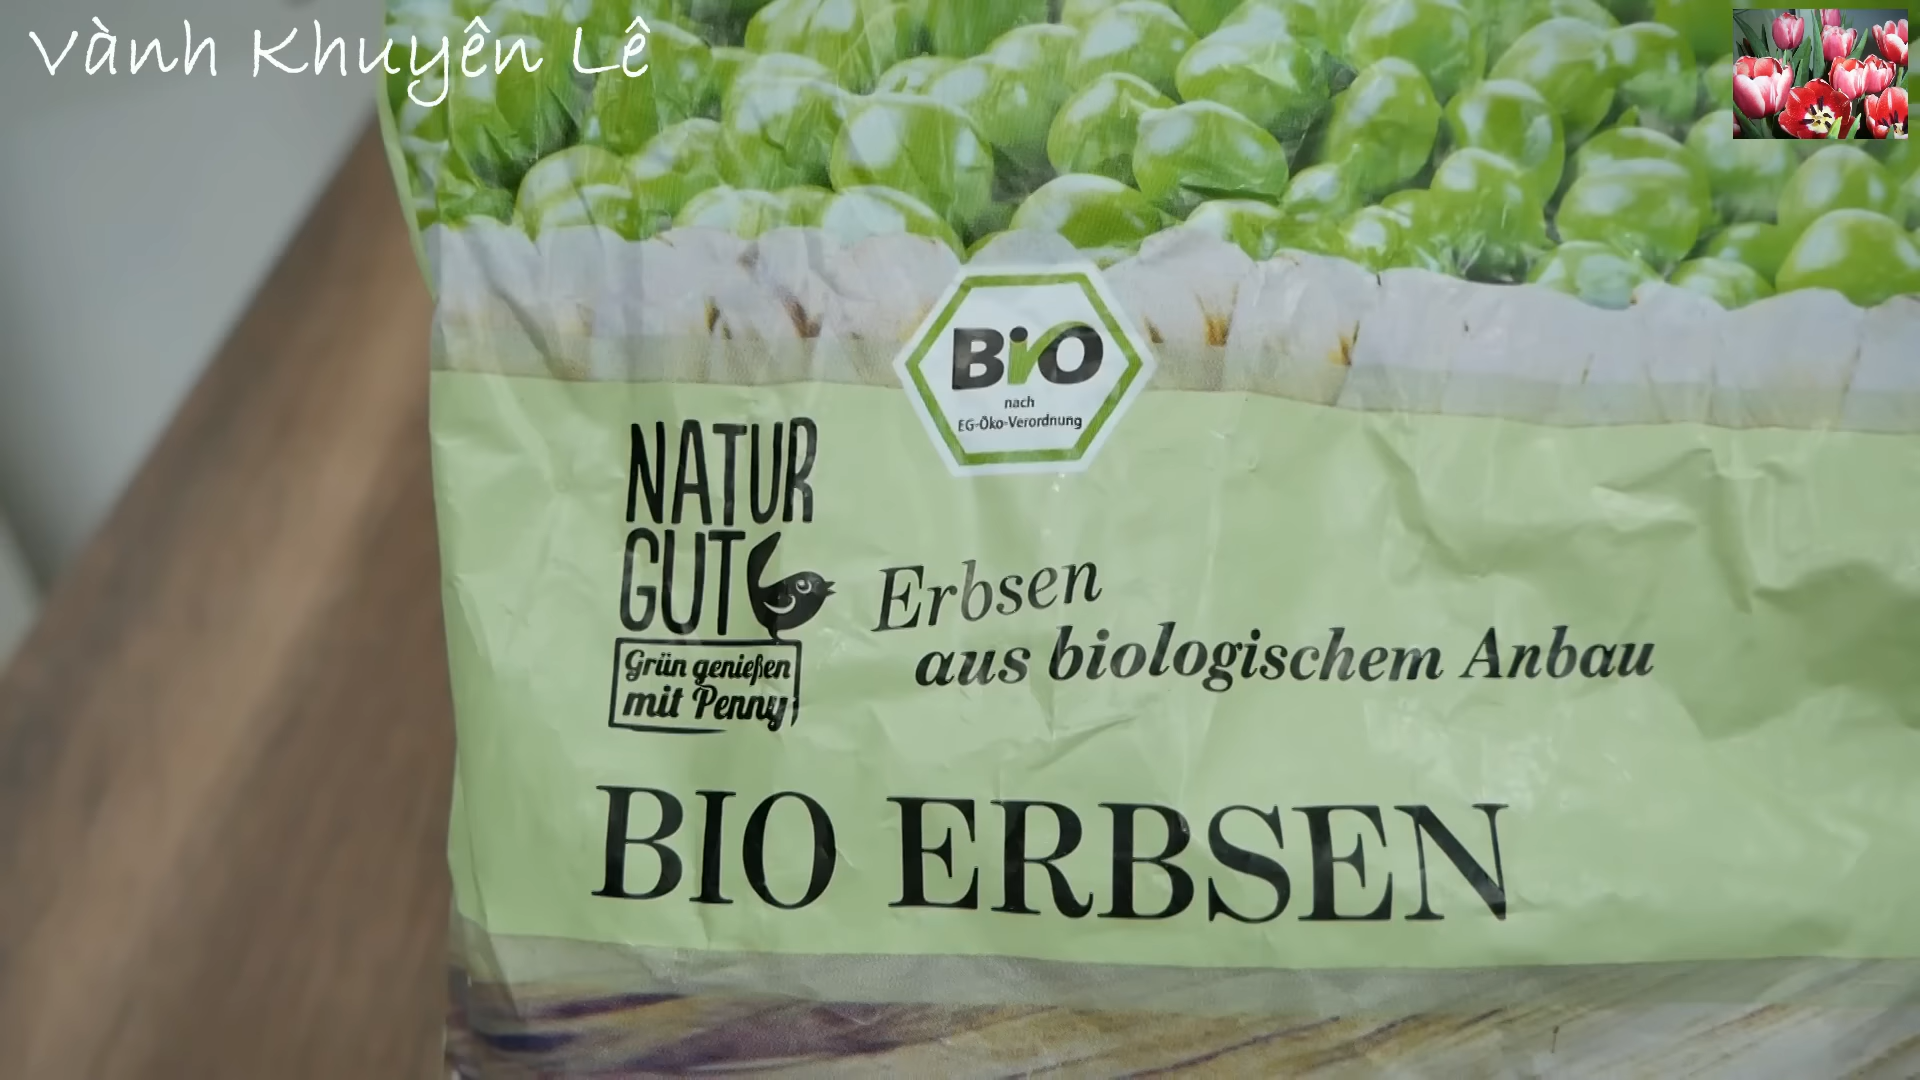 Vành Khuyên Lê
BiO
nach
EG-Öko-Verordnung
NATUR
GUT
Grün genießen
mit Penny
Erbsen
aus biologischem Anbau
BIO ERBSEN